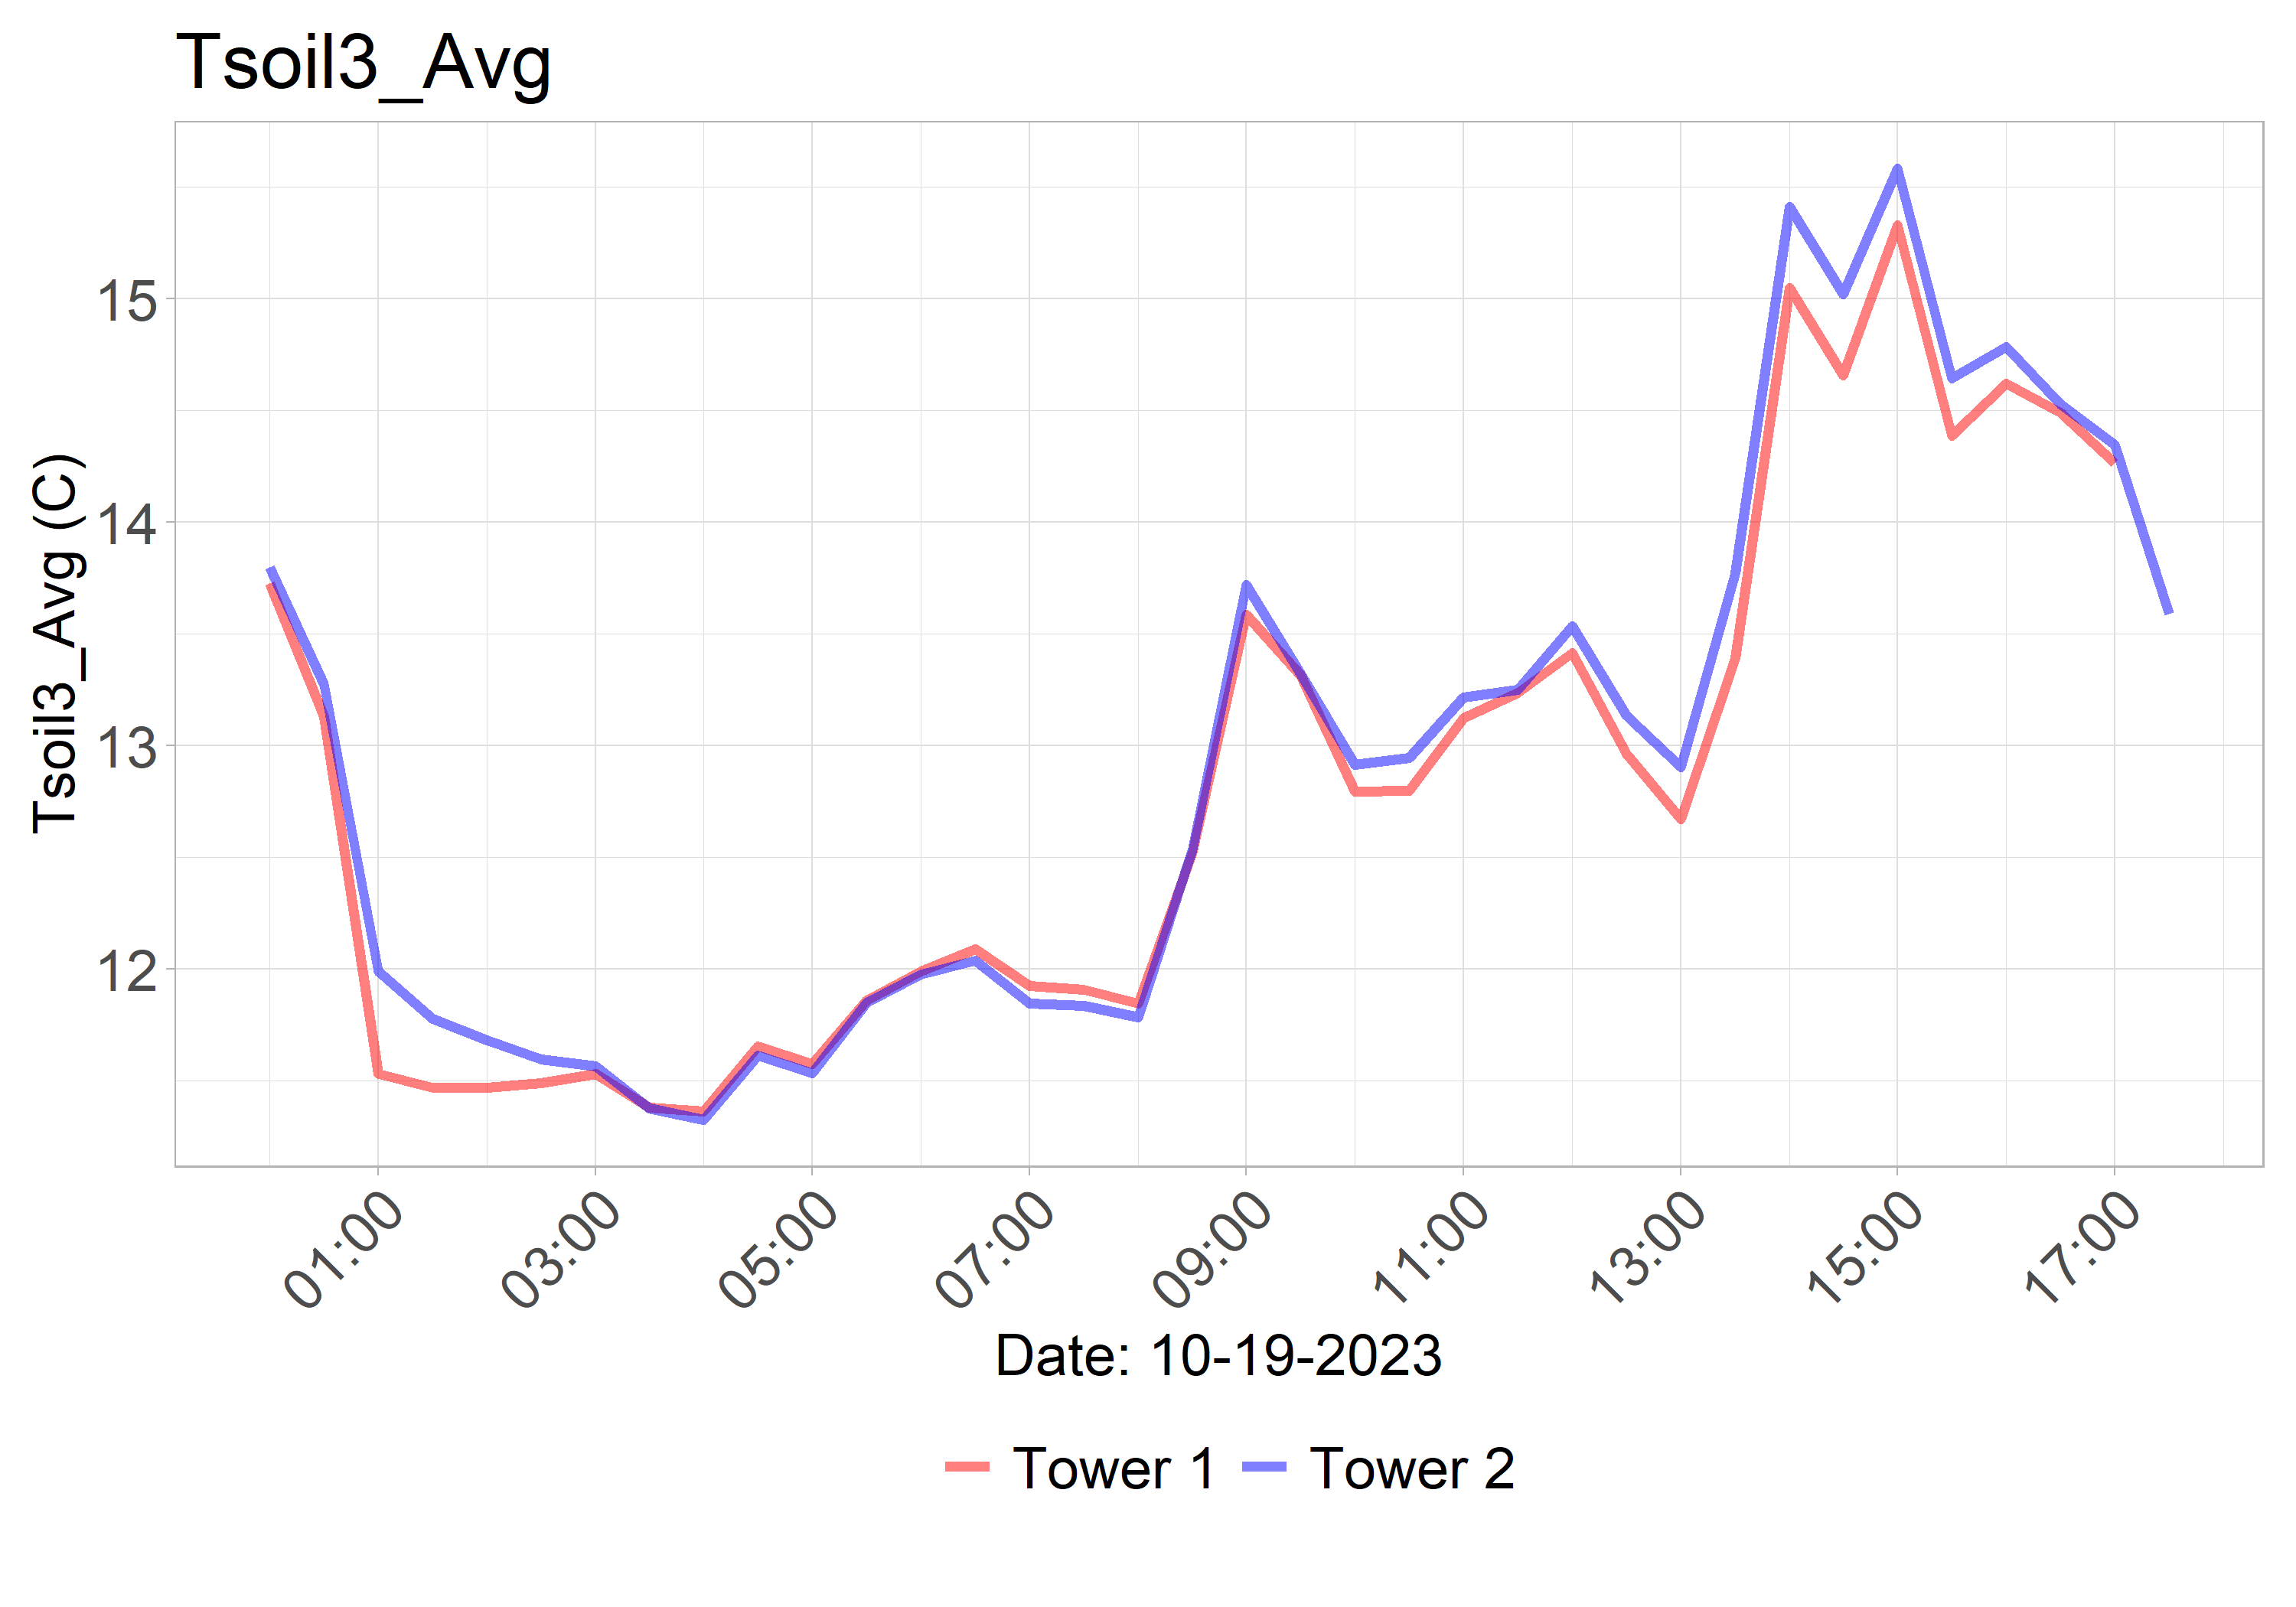 Tsoil3_Avg
Tsoil3_Avg (C)
15
14
13
12
01:00 03:00 05:00 07:00 09:00 11:00 13:00 15:00 17:00
Date: 10-19-2023
Tower 1 Tower 2